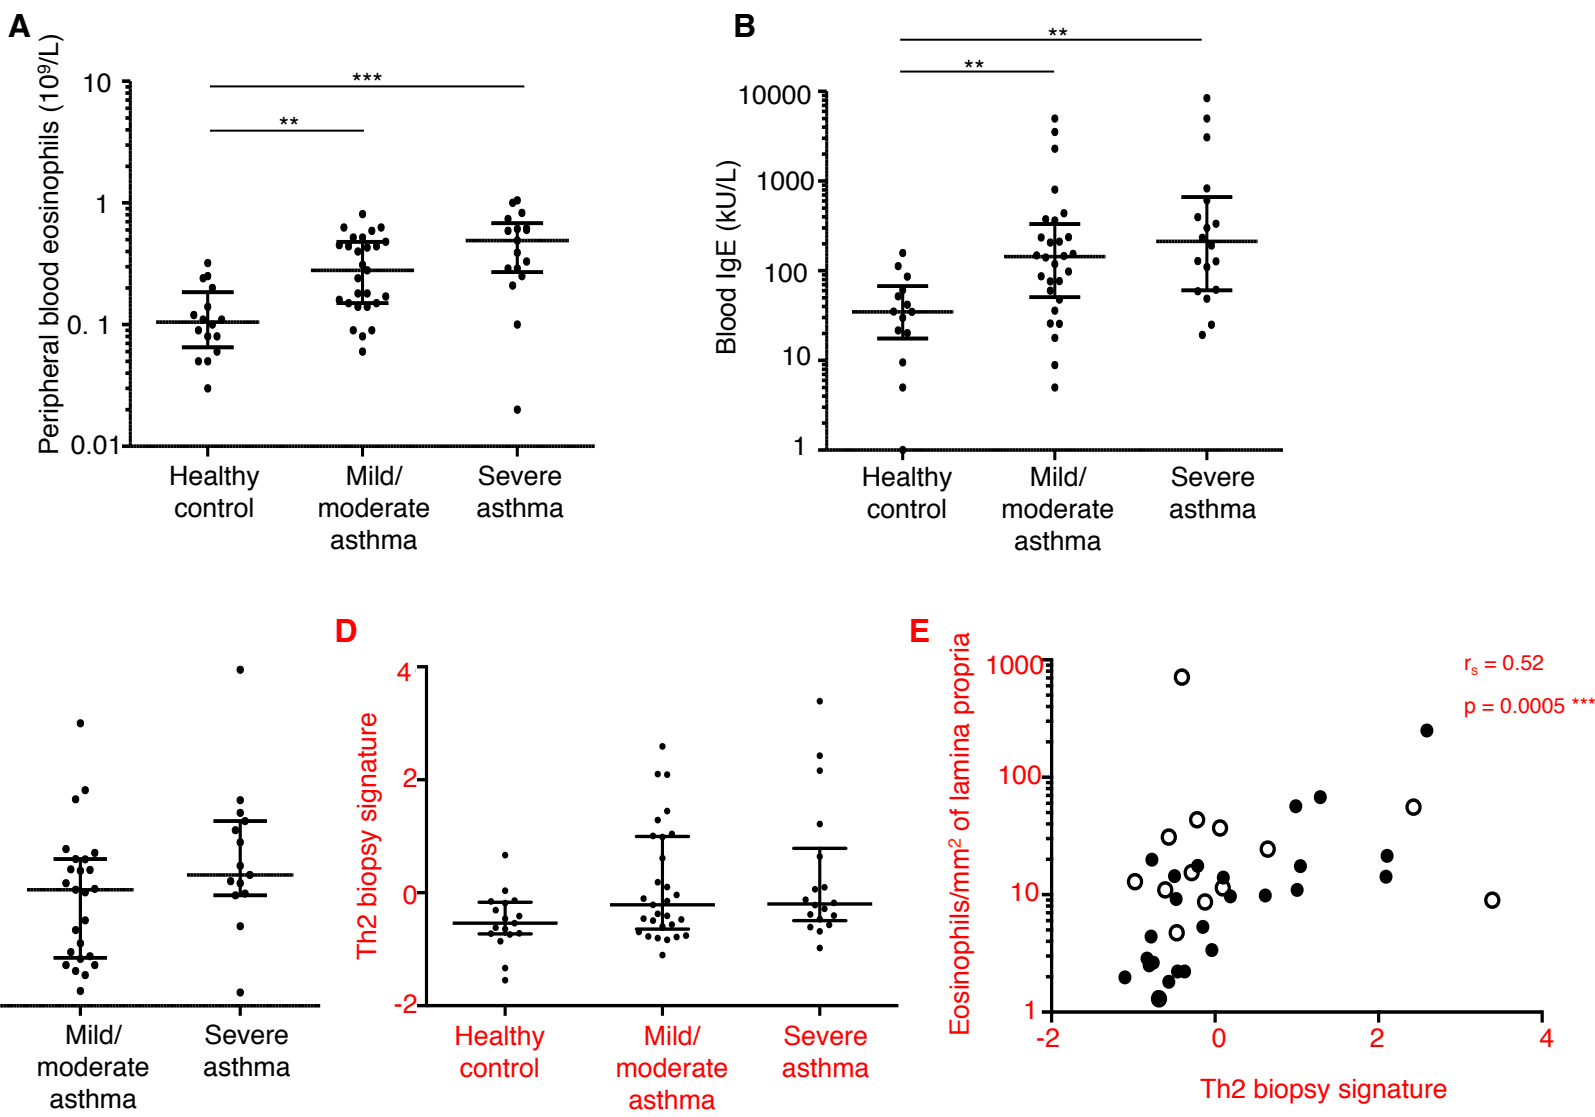 A
Peripheral blood eosinophils (10⁹/L)
10
1
0.1
0.01
***
**
Healthy
control
Mild/
moderate
asthma
Severe
asthma
B
Blood IgE (kU/L)
10000
1000
100
10
1
**
**
Healthy
control
Mild/
moderate
asthma
Severe
asthma
Mild/
moderate
asthma
Severe
asthma
D
Th2 biopsy signature
4
2
0
-2
Healthy
control
Mild/
moderate
asthma
Severe
asthma
E
Eosinophils/mm² of lamina propria
1000
100
10
1
rₛ = 0.52
p = 0.0005 ***
-2
0
2
4
Th2 biopsy signature